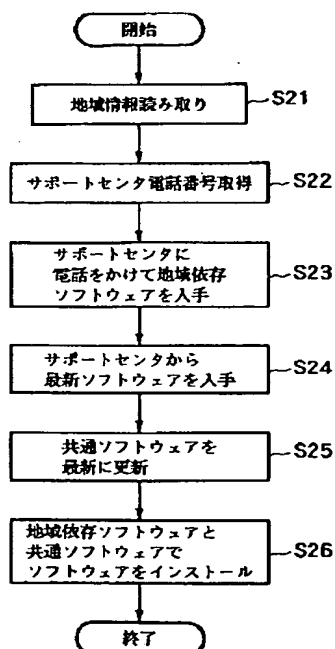 開始
地域情報読み取り
S21
サポートセンタ電話番号取得
S22
サポートセンタに
電話をかけて地域依存
ソフトウェアを入手
S23
サポートセンタから
最新ソフトウェアを入手
S24
共通ソフトウェアを
最新に更新
S25
地域依存ソフトウェアと
共通ソフトウェアで
ソフトウェアをインストール
S26
終了